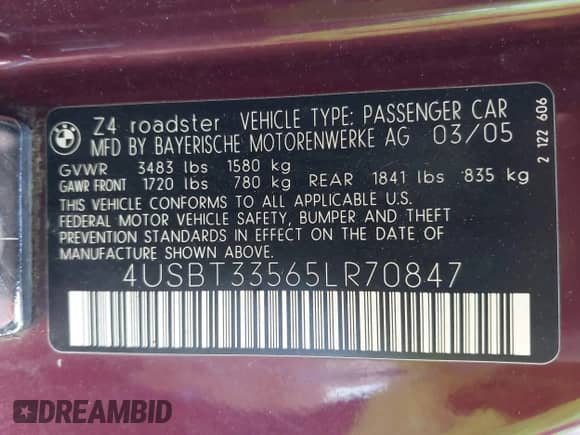 Z4 roadster VEHICLE TYPE: PASSENGER CAR
MFD BY BAYERISCHE MOTORENWERKE AG 03/05
GVWR 3483 lbs 1580 kg
GAWR FRONT 1720 lbs 780 kg REAR 1841 lbs 835 kg
THIS VEHICLE CONFORMS TO ALL APPLICABLE U.S.
FEDERAL MOTOR VEHICLE SAFETY, BUMPER AND THEFT
PREVENTION STANDARDS IN EFFECT ON THE DATE OF
MANUFACTURE SHOWN ABOVE.
4USBT33565LR70847
2 122 606
DREAMBID